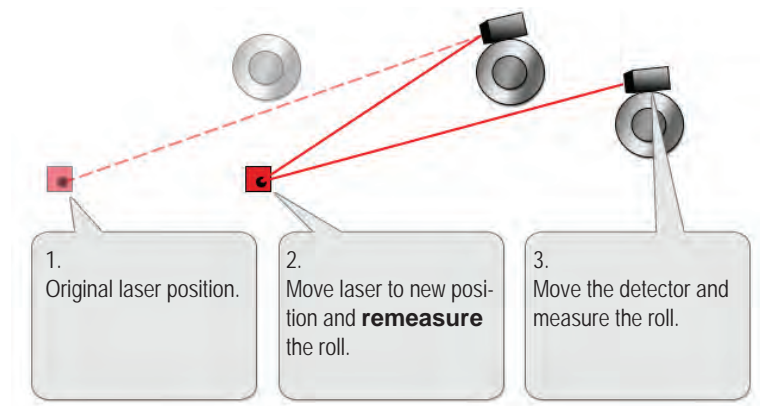 1.
Original laser position.
2.
Move laser to new posi-
tion and remeasure
the roll.
3.
Move the detector and
measure the roll.